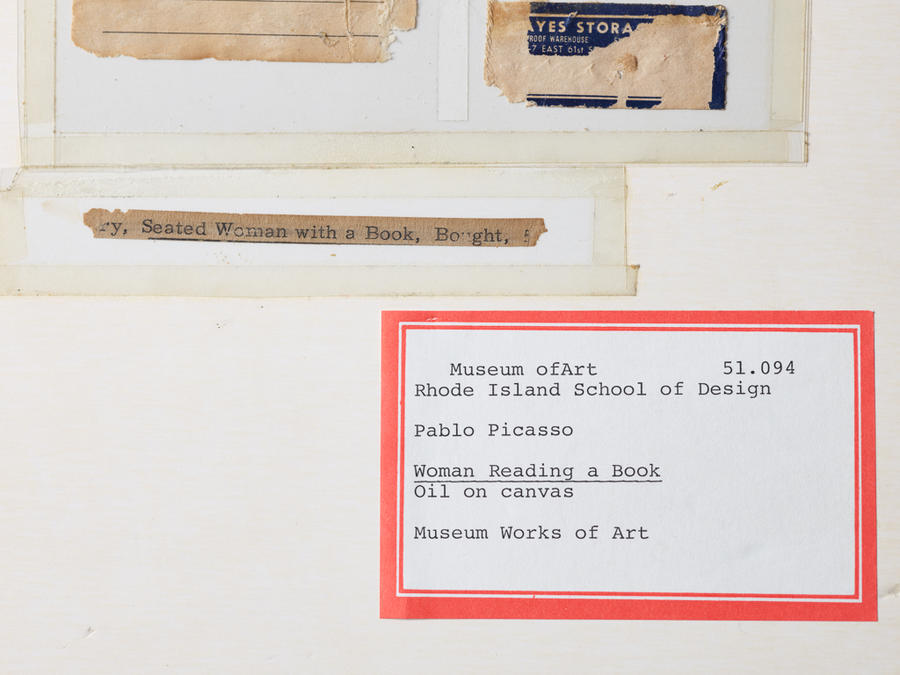 AYES STORA
ROOF WAREHOUSE
7 EAST 61st S
ry, Seated Woman with a Book, Bought,
Museum ofArt 51.094
Rhode Island School of Design
Pablo Picasso
Woman Reading a Book
Oil on canvas
Museum Works of Art